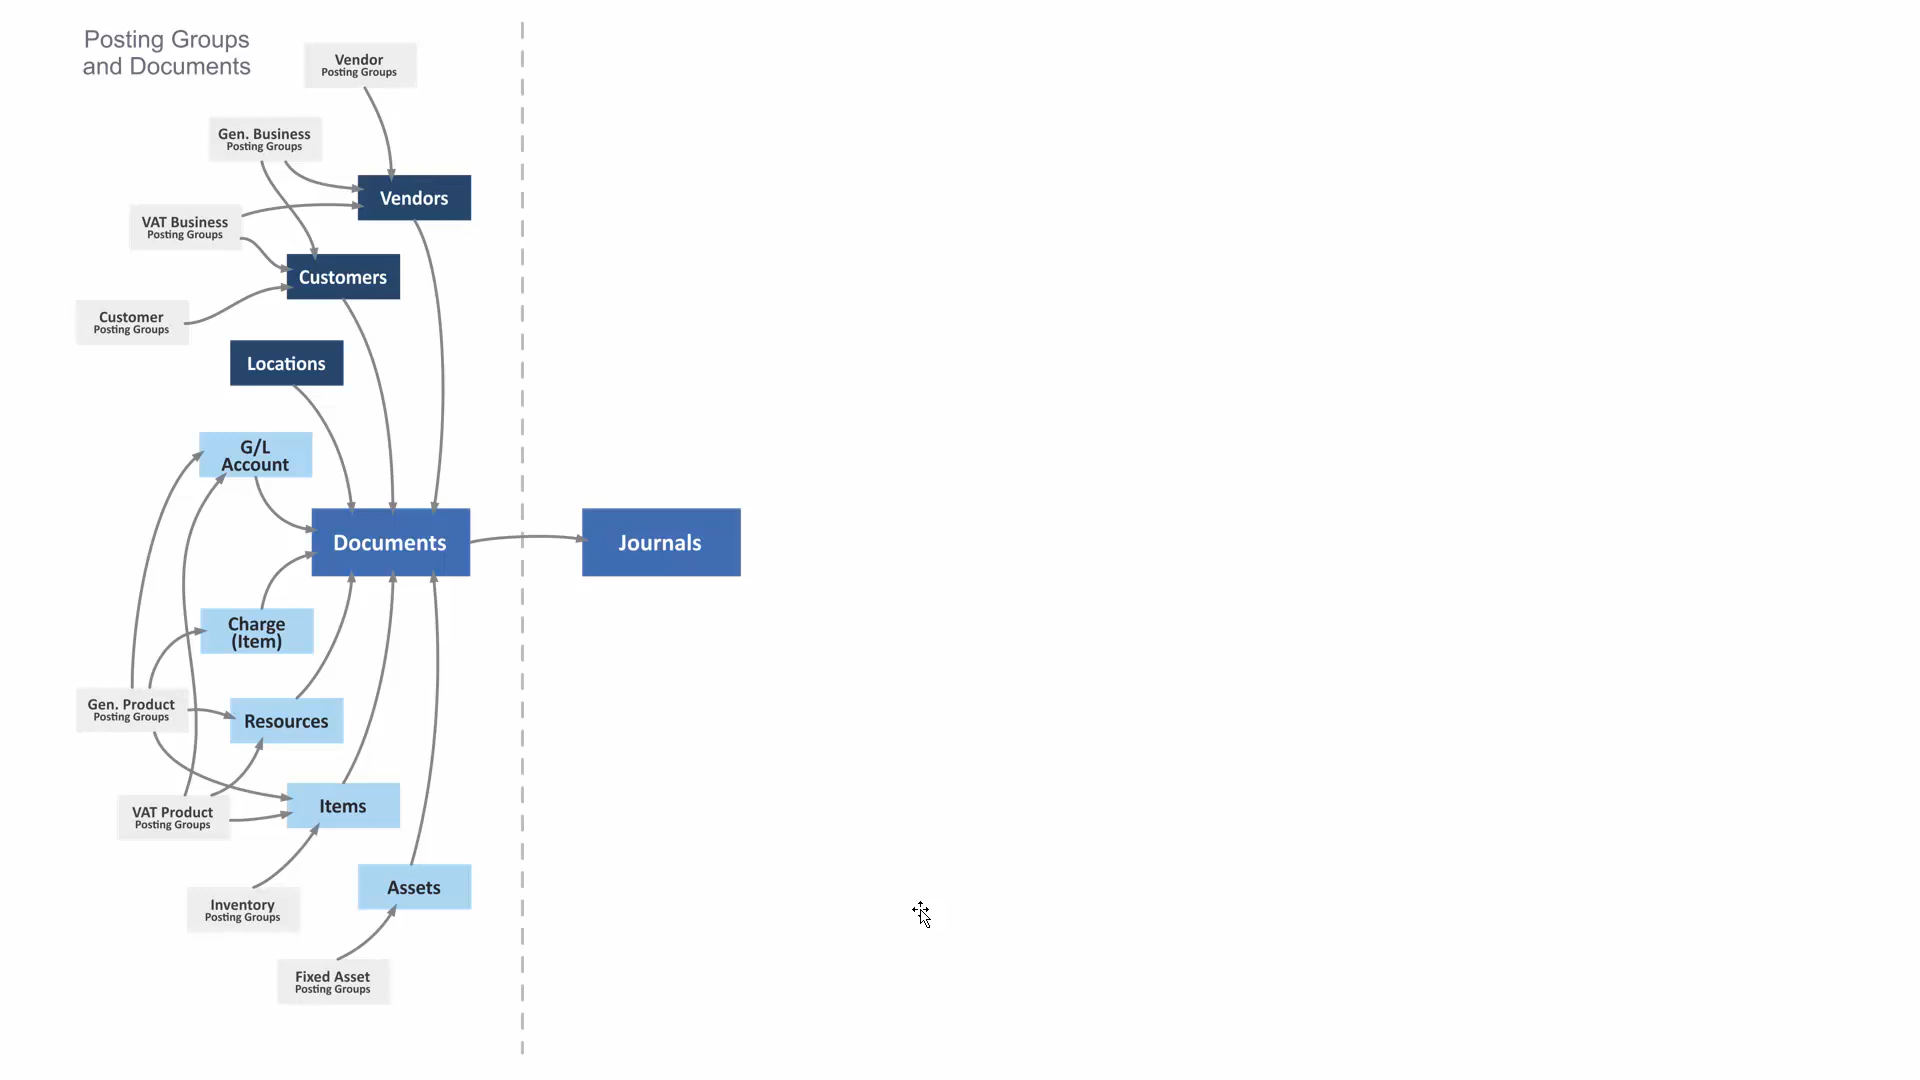 Posting Groups
and Documents
Vendor
Posting Groups
Gen. Business
Posting Groups
Vendors
VAT Business
Posting Groups
Customers
Customer
Posting Groups
Locations
G/L
Account
Documents
Journals
Charge
(Item)
Gen. Product
Posting Groups
Resources
Items
VAT Product
Posting Groups
Assets
Inventory
Posting Groups
Fixed Asset
Posting Groups